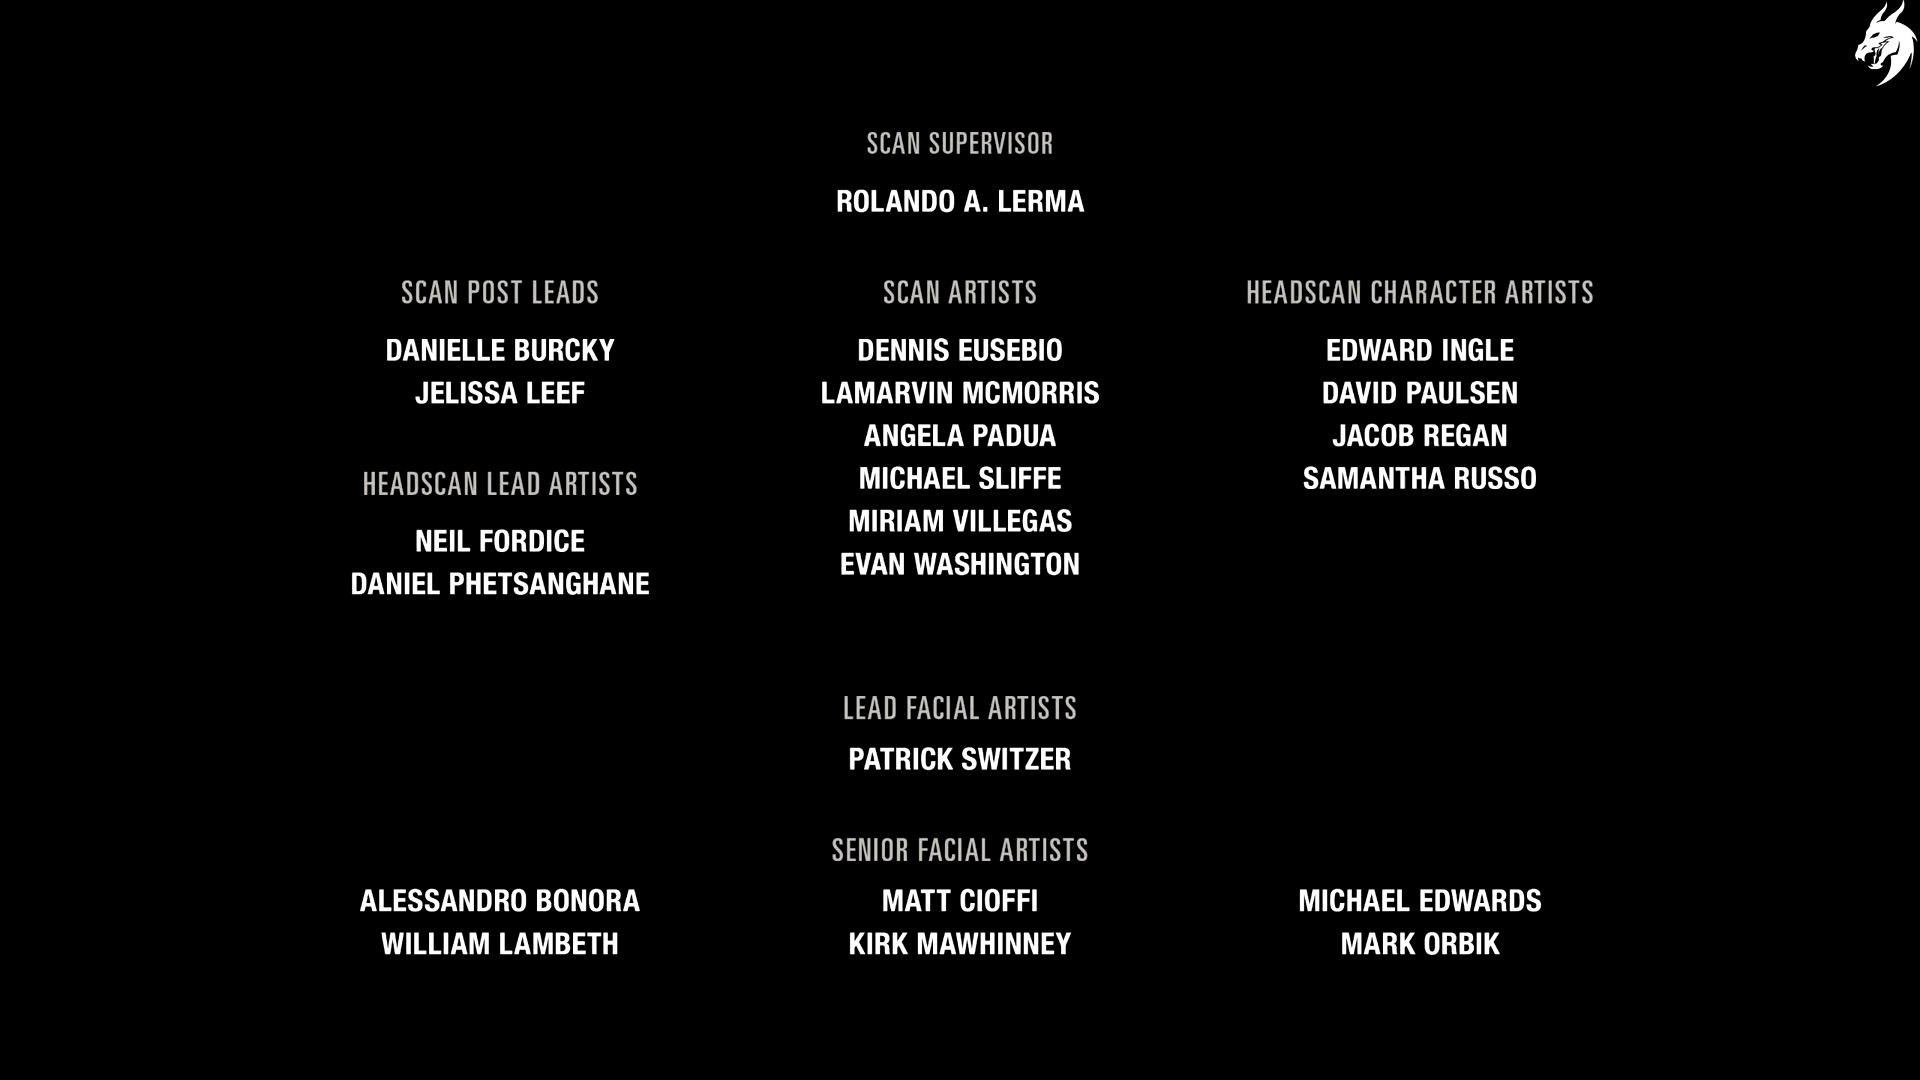 SCAN SUPERVISOR
ROLANDO A. LERMA
SCAN POST LEADS
DANIELLE BURCKY
JELISSA LEEF
HEADSCAN LEAD ARTISTS
NEIL FORDICE
DANIEL PHETSANGHANE
SCAN ARTISTS
DENNIS EUSEBIO
LAMARVIN MCMORRIS
ANGELA PADUA
MICHAEL SLIFFE
MIRIAM VILLEGAS
EVAN WASHINGTON
HEADSCAN CHARACTER ARTISTS
EDWARD INGLE
DAVID PAULSEN
JACOB REGAN
SAMANTHA RUSSO
LEAD FACIAL ARTISTS
PATRICK SWITZER
SENIOR FACIAL ARTISTS
ALESSANDRO BONORA
WILLIAM LAMBETH
MATT CIOFFI
KIRK MAWHINNEY
MICHAEL EDWARDS
MARK ORBIK